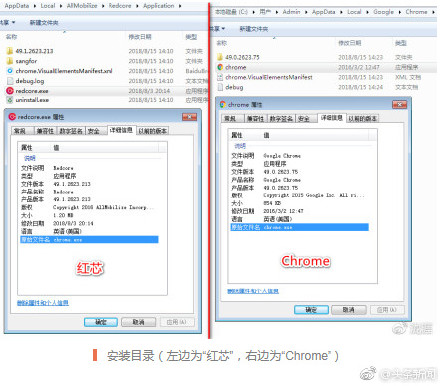 AppData ▸ Local ▸ AllMobilize ▸ Redcore ▸ Application ▸
共享 ▼ 新建文件夹
名称 修改日期 类型
49.1.2623.213 2018/8/15 14:10 文件夹
sangfor 2018/8/15 14:10 文件夹
chrome.VisualElementsManifest.xml 2018/8/15 14:10 BaiduBr
debug.log 2018/8/15 14:10 文本文档
redcore.exe 2018/8/3 20:14 应用程序
uninstall.exe 2018/8/15 14:10 应用程序
redcore.exe 属性
常规 兼容性 数字签名 安全 详细信息 以前的版本
属性 值
说明
文件说明 Redcore
类型 应用程序
文件版本 49.1.2623.213
产品名称 Redcore
产品版本 49.1.2623.213
版权 Copyright 2018 AllMobilize Incorp...
大小 1.20 MB
修改日期 2018/8/3 20:14
语言 英语(美国)
原始文件名 chrome.exe
红芯
删除属性和个人信息
确定 取消 应用(A)
本地磁盘 (C:) ▸ 用户 ▸ Admin ▸ AppData ▸ Local ▸ Google ▸ Chrome ▸
共享 ▼ 新建文件夹
名称 修改日期 类型
49.0.2623.75 2018/8/15 14:23 文件夹
chrome 2016/3/2 12:47 应用程序
chrome.VisualElementsManifest 2018/8/15 14:23 XML 文档
debug 2018/8/15 14:23 文本文档
chrome 属性
常规 兼容性 数字签名 安全 详细信息 以前的版本
属性 值
说明
文件说明 Google Chrome
类型 应用程序
文件版本 49.0.2623.75
产品名称 Google Chrome
产品版本 49.0.2623.75
版权 Copyright 2015 Google Inc. All ri...
大小 854 KB
修改日期 2016/3/2 12:47
语言 英语(美国)
原始文件名 chrome.exe
Chrome
删除属性和个人信息
确定 取消 应用(A)
安装目录（左边为“红芯”，右边为“Chrome”）
@头条新闻